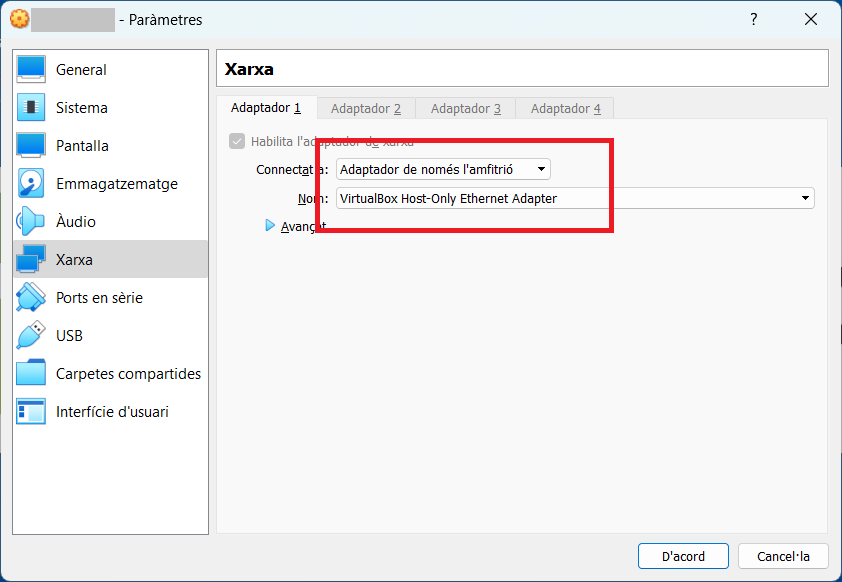 - Paràmetres
?
General
Sistema
Pantalla
Emmagatzematge
Àudio
Xarxa
Ports en sèrie
USB
Carpetes compartides
Interfície d'usuari
Xarxa
Adaptador 1
Adaptador 2
Adaptador 3
Adaptador 4
Habilita l'adaptador de xarxa
Connectat a: Adaptador de només l'amfitrió
Nom: VirtualBox Host-Only Ethernet Adapter
Avançat
D'acord
Cancel·la